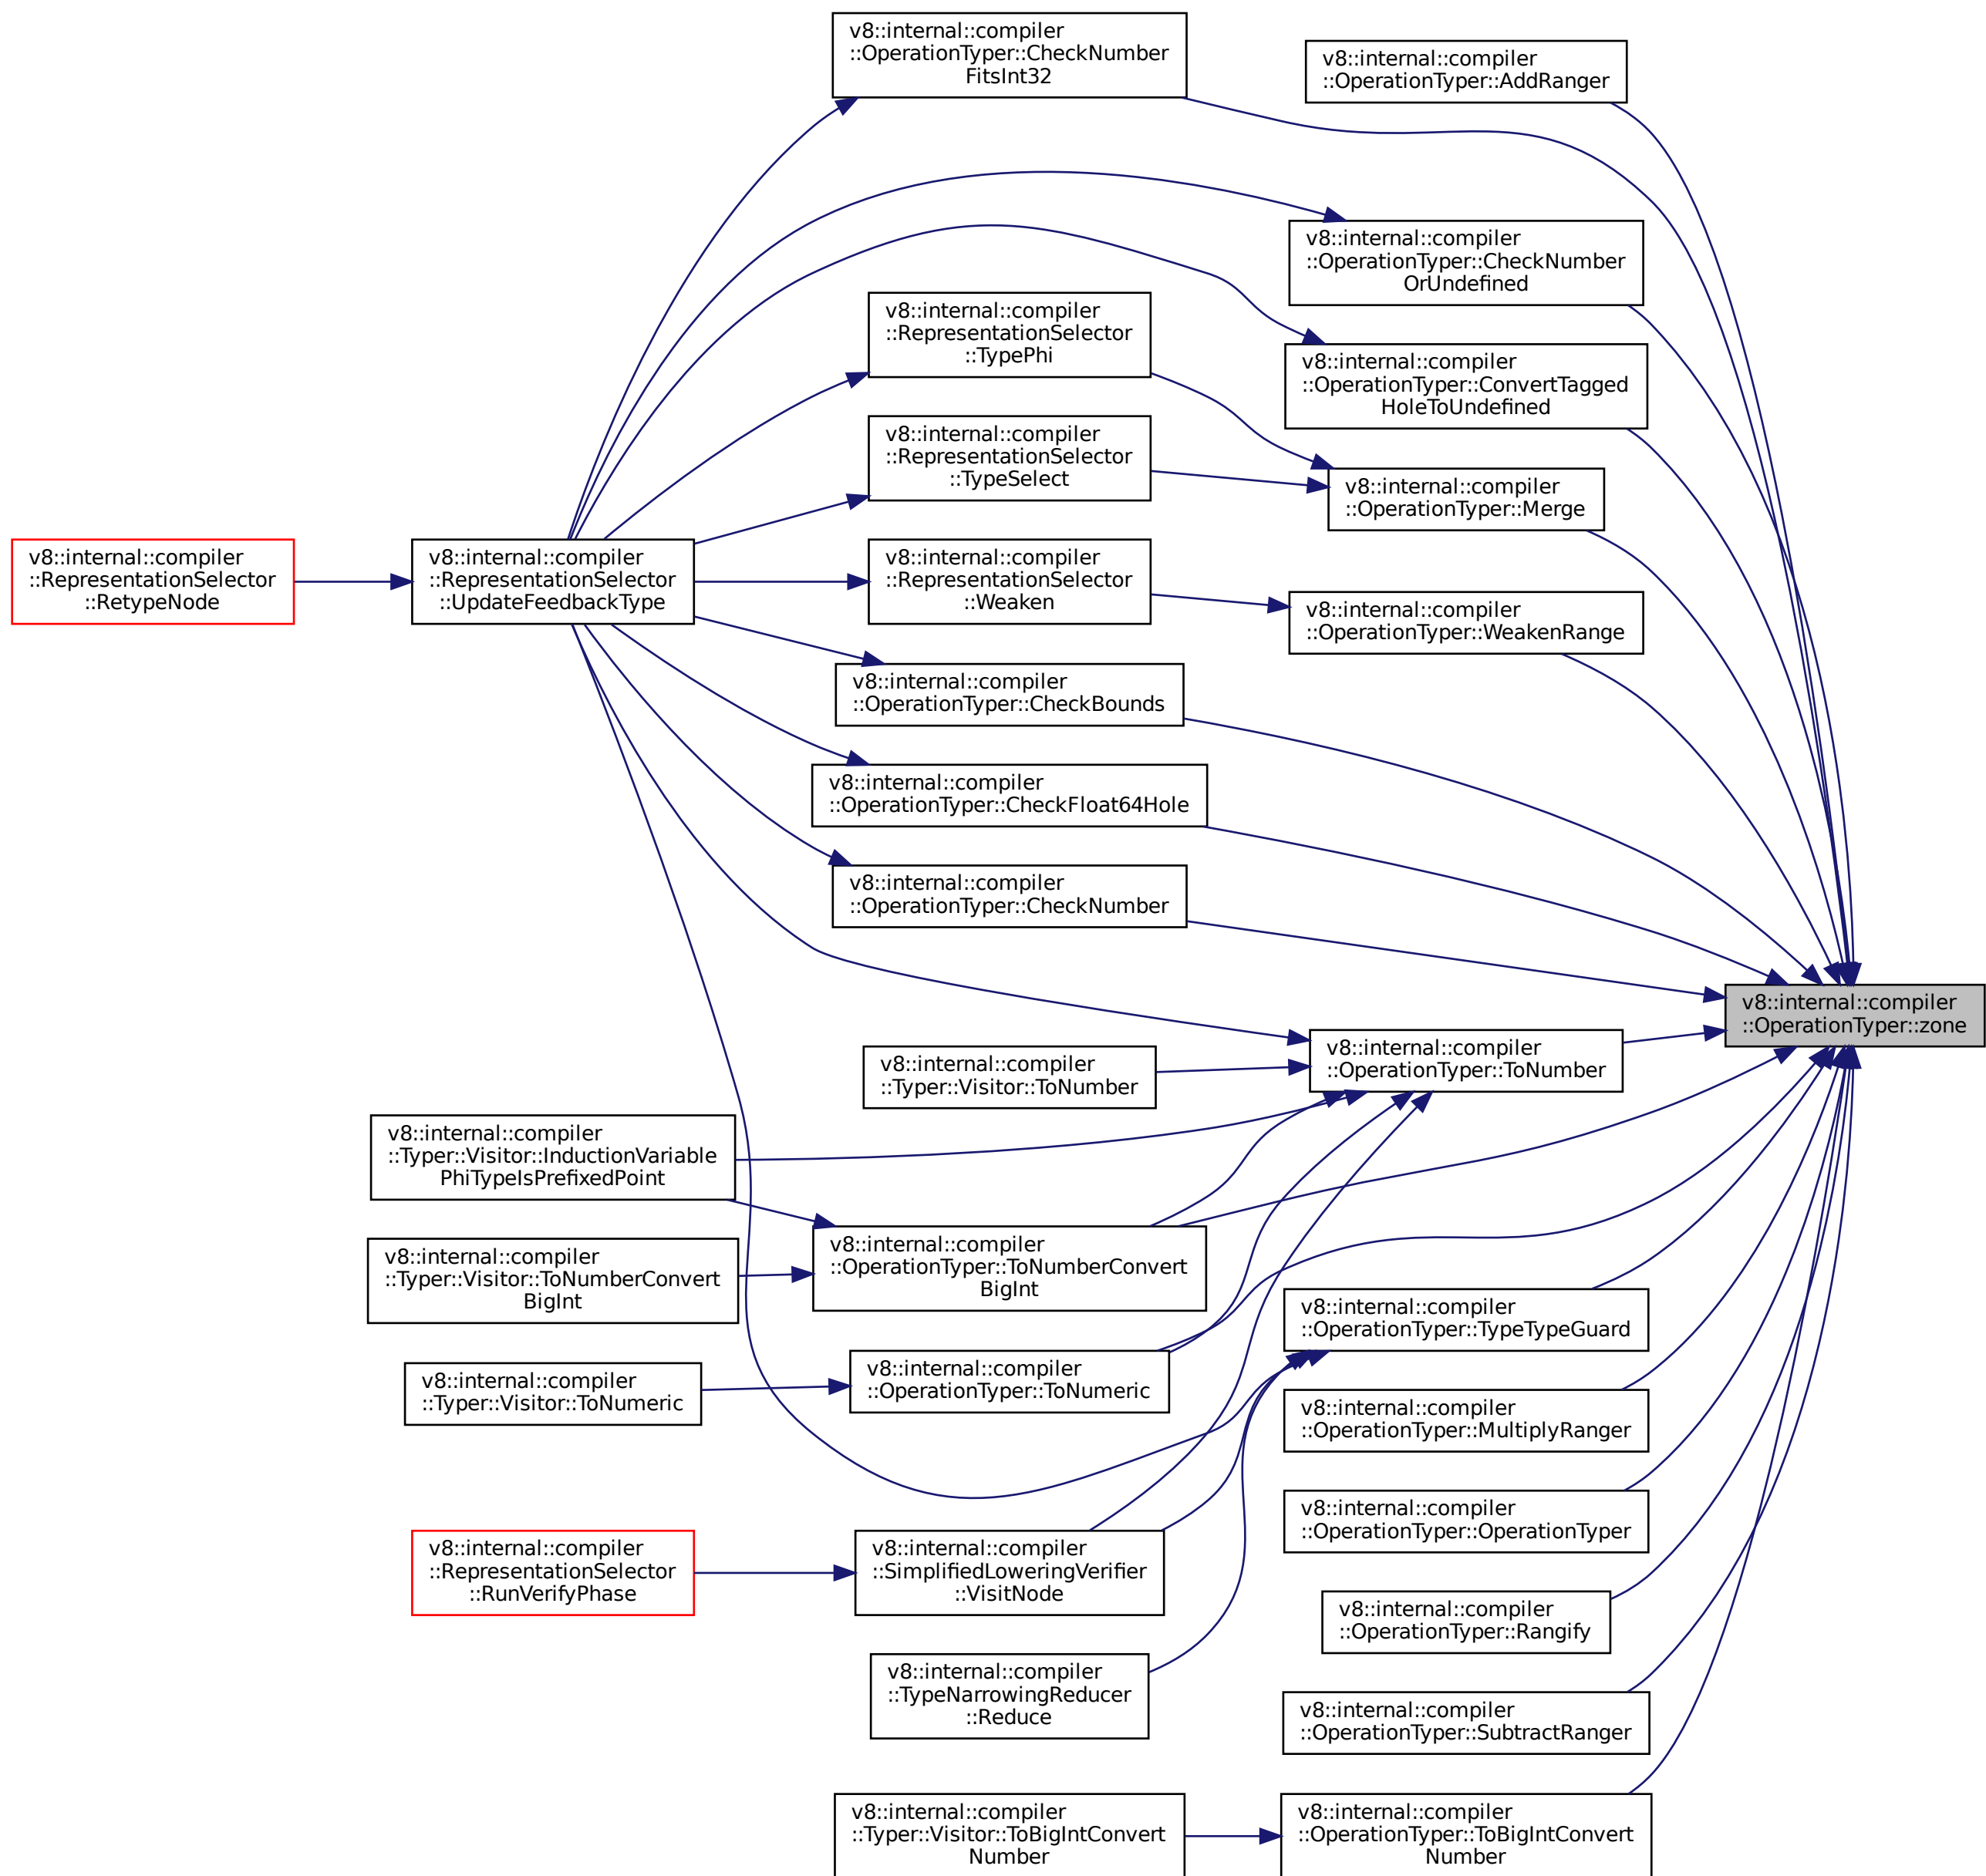 v8::internal::compiler
::OperationTyper::CheckNumber
FitsInt32
v8::internal::compiler
::OperationTyper::AddRanger
v8::internal::compiler
::OperationTyper::CheckNumber
OrUndefined
v8::internal::compiler
::RepresentationSelector
::TypePhi
v8::internal::compiler
::OperationTyper::ConvertTagged
HoleToUndefined
v8::internal::compiler
::RepresentationSelector
::TypeSelect
v8::internal::compiler
::OperationTyper::Merge
v8::internal::compiler
::RepresentationSelector
::RetypeNode
v8::internal::compiler
::RepresentationSelector
::UpdateFeedbackType
v8::internal::compiler
::RepresentationSelector
::Weaken
v8::internal::compiler
::OperationTyper::WeakenRange
v8::internal::compiler
::OperationTyper::CheckBounds
v8::internal::compiler
::OperationTyper::CheckFloat64Hole
v8::internal::compiler
::OperationTyper::CheckNumber
v8::internal::compiler
::OperationTyper::zone
v8::internal::compiler
::OperationTyper::ToNumber
v8::internal::compiler
::Typer::Visitor::ToNumber
v8::internal::compiler
::Typer::Visitor::InductionVariable
PhiTypeIsPrefixedPoint
v8::internal::compiler
::OperationTyper::ToNumberConvert
BigInt
v8::internal::compiler
::Typer::Visitor::ToNumberConvert
BigInt
v8::internal::compiler
::OperationTyper::TypeTypeGuard
v8::internal::compiler
::OperationTyper::ToNumeric
v8::internal::compiler
::Typer::Visitor::ToNumeric
v8::internal::compiler
::OperationTyper::MultiplyRanger
v8::internal::compiler
::OperationTyper::OperationTyper
v8::internal::compiler
::RepresentationSelector
::RunVerifyPhase
v8::internal::compiler
::SimplifiedLoweringVerifier
::VisitNode
v8::internal::compiler
::OperationTyper::Rangify
v8::internal::compiler
::TypeNarrowingReducer
::Reduce
v8::internal::compiler
::OperationTyper::SubtractRanger
v8::internal::compiler
::Typer::Visitor::ToBigIntConvert
Number
v8::internal::compiler
::OperationTyper::ToBigIntConvert
Number